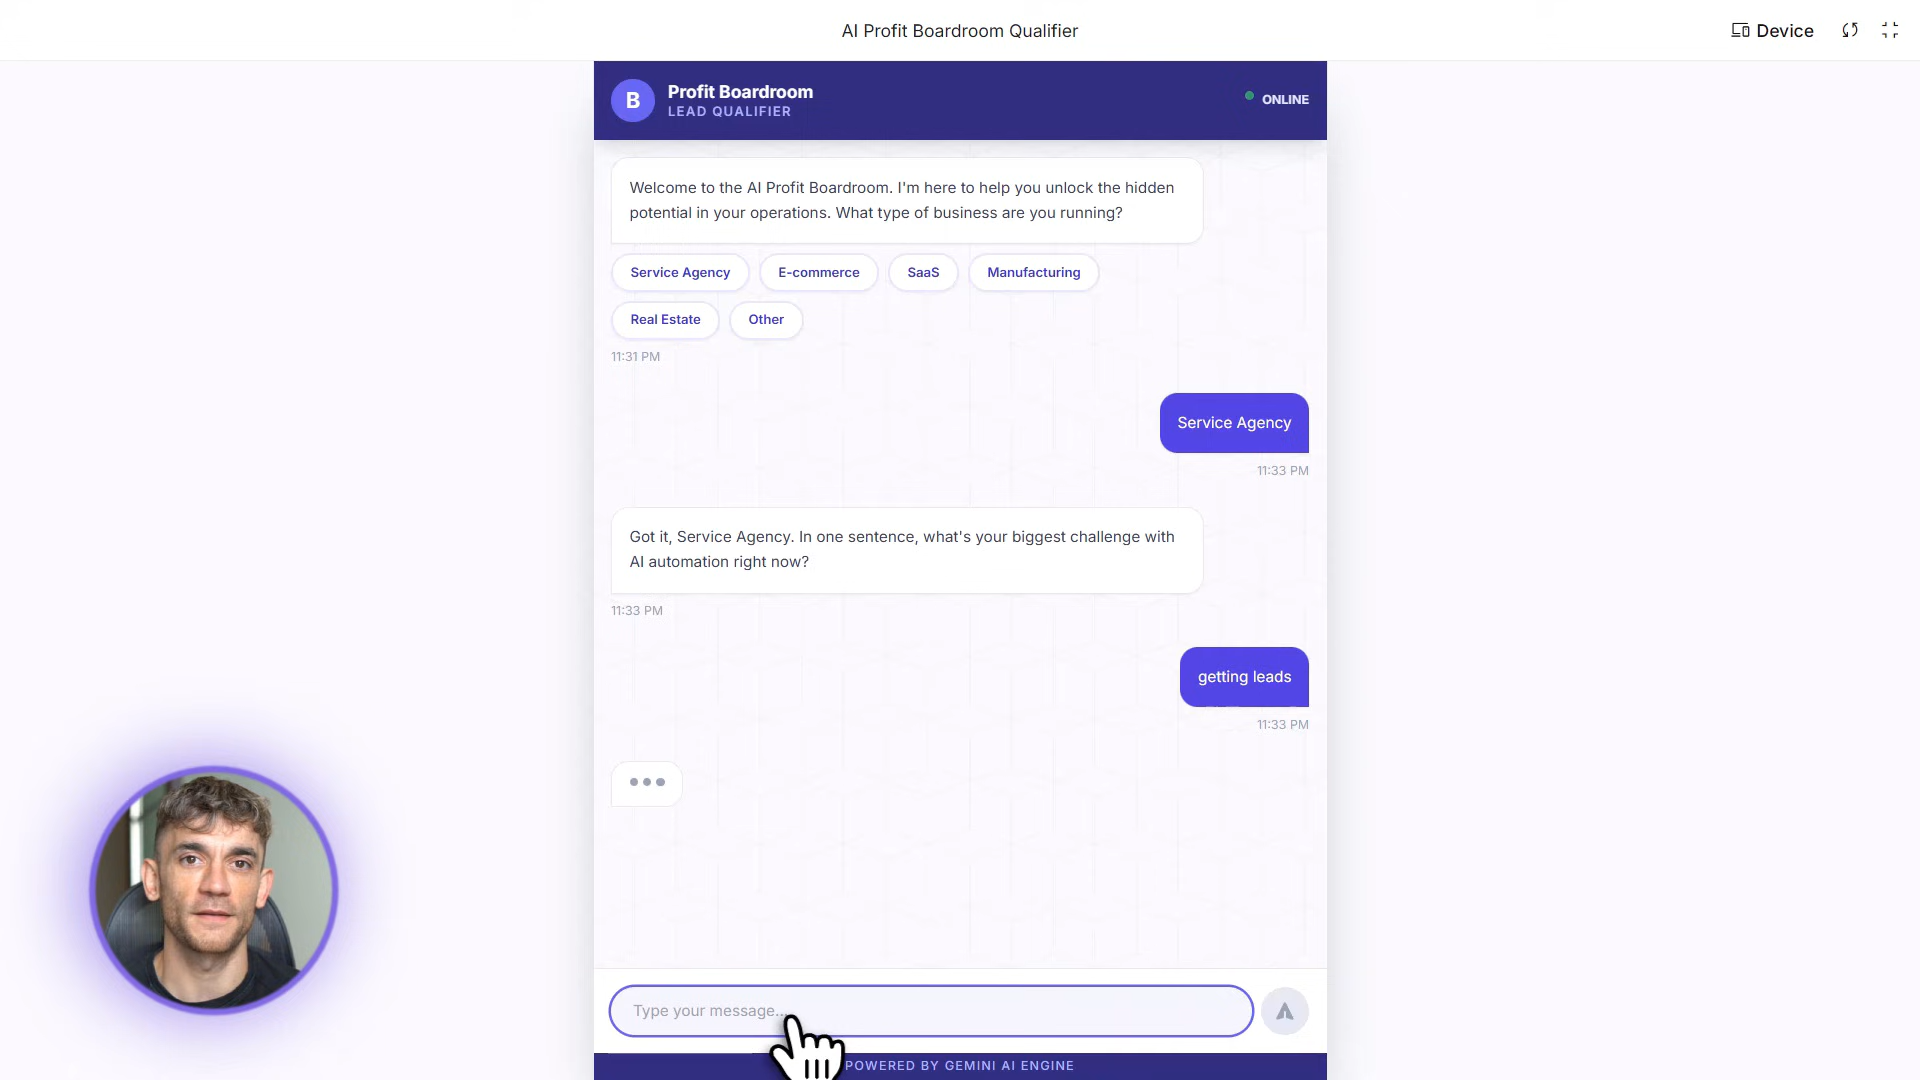 AI Profit Boardroom Qualifier
Device
B
Profit Boardroom
LEAD QUALIFIER
ONLINE
Welcome to the AI Profit Boardroom. I'm here to help you unlock the hidden
potential in your operations. What type of business are you running?
Service Agency
E-commerce
SaaS
Manufacturing
Real Estate
Other
11:31 PM
Service Agency
11:33 PM
Got it, Service Agency. In one sentence, what's your biggest challenge with
AI automation right now?
11:33 PM
getting leads
11:33 PM
Type your message...
POWERED BY GEMINI AI ENGINE